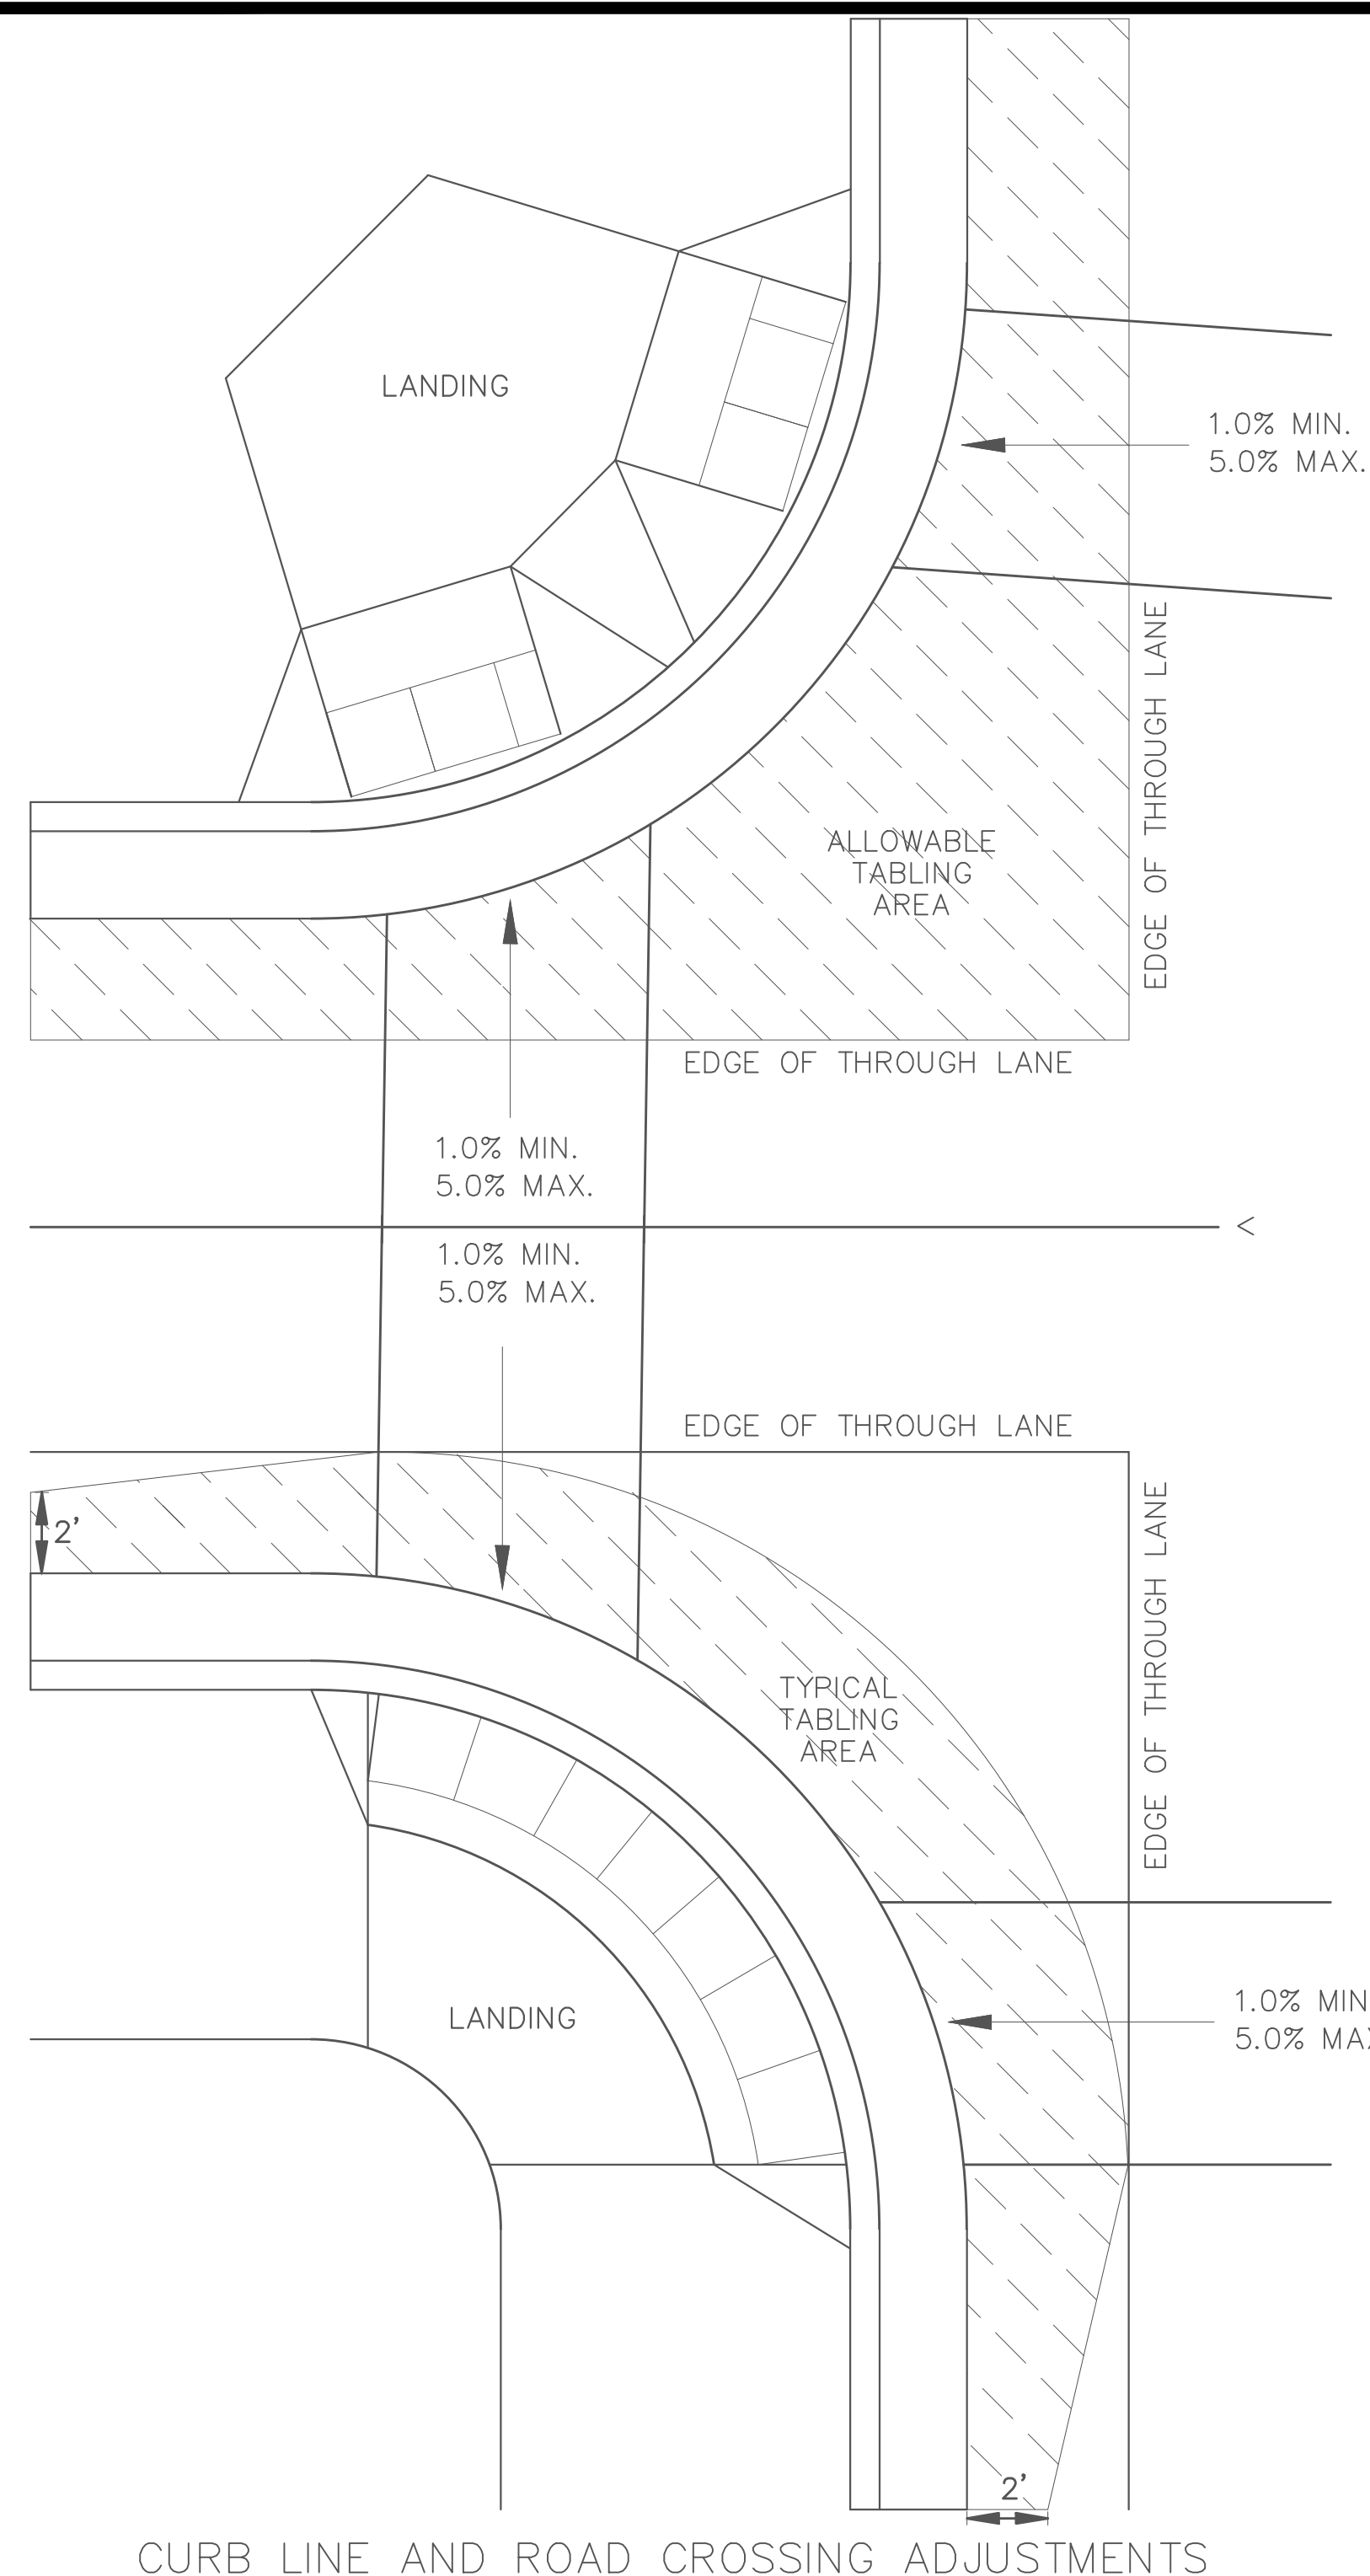 LANDING
1.0% MIN.
5.0% MAX.
EDGE OF THROUGH LANE
ALLOWABLE
TABLING
AREA
EDGE OF THROUGH LANE
1.0% MIN.
5.0% MAX.
<
1.0% MIN.
5.0% MAX.
EDGE OF THROUGH LANE
EDGE OF THROUGH LANE
2'
TYPICAL
TABLING
AREA
1.0% MIN
5.0% MA
LANDING
2'
CURB LINE AND ROAD CROSSING ADJUSTMENTS